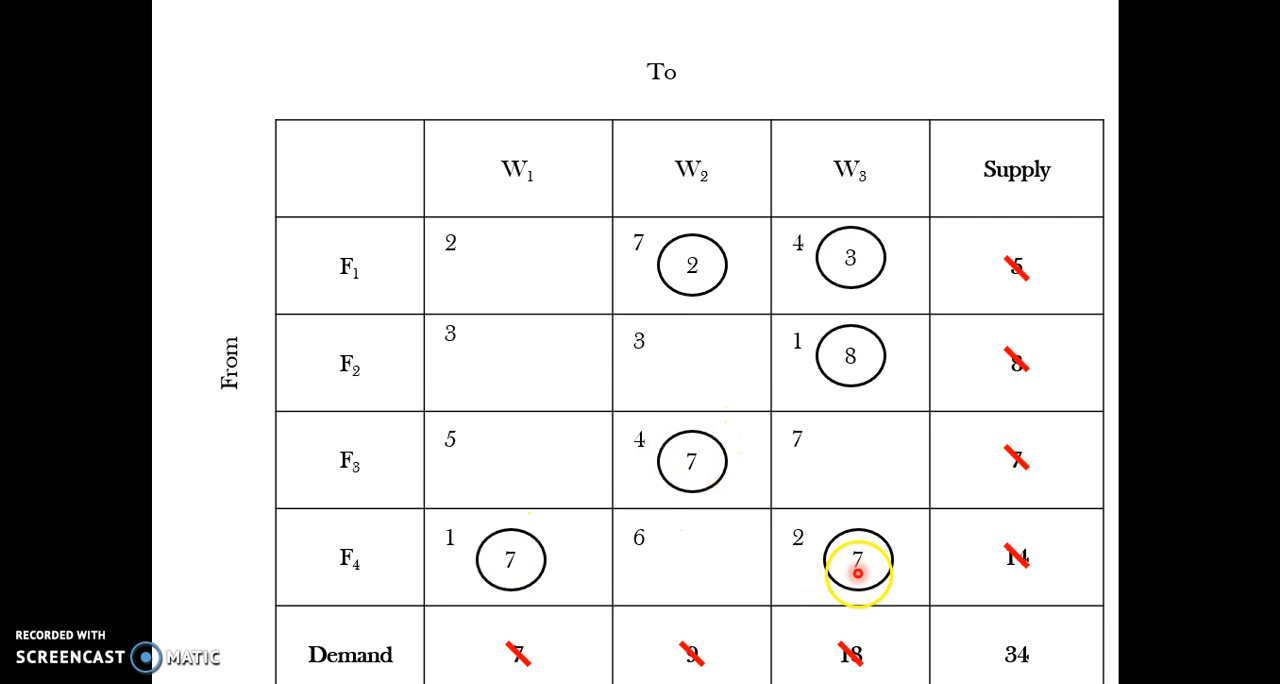 To
W₁ W₂ W₃ Supply
F₁ 2 7 2 4 3 5
F₂ 3 3 1 8 8
From
F₃ 5 4 7 7 7
F₄ 1 7 6 2 7 14
Demand 7 9 18 34
RECORDED WITH
SCREENCAST MATIC